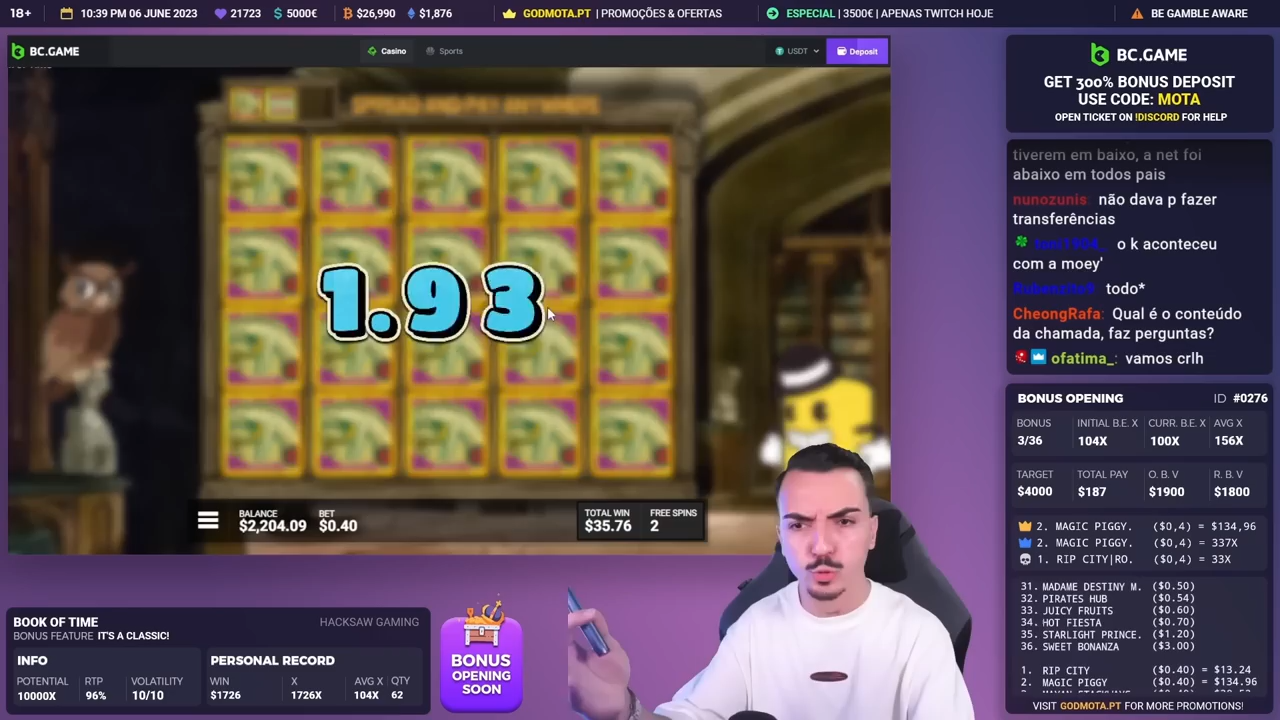 18+ 10:39 PM 06 JUNE 2023 21723 $ 5000€ $26,990 $1,876 GODMOTA.PT | PROMOÇÕES & OFERTAS ESPECIAL | 3500€ | APENAS TWITCH HOJE BE GAMBLE AWARE
BC.GAME Casino Sports USDT Deposit
1.93
BALANCE
$2,204.09
BET
$0.40
TOTAL WIN
$35.76
FREE SPINS
2
BOOK OF TIME HACKSAW GAMING
BONUS FEATURE IT'S A CLASSIC!
INFO
POTENTIAL RTP VOLATILITY
10000X 96% 10/10
PERSONAL RECORD
WIN X AVG X QTY
$1726 1726X 104X 62
BONUS
OPENING
SOON
BC.GAME
GET 300% BONUS DEPOSIT
USE CODE: MOTA
OPEN TICKET ON !DISCORD FOR HELP
tiverem em baixo, a net foi
abaixo em todos pais
nunozunis: não dava p fazer
transferências
o k aconteceu
com a moey'
todo*
CheongRafa: Qual é o conteúdo
da chamada, faz perguntas?
ofatima_: vamos crlh
BONUS OPENING ID #0276
BONUS INITIAL B.E. X CURR. B.E. X AVG X
3/36 104X 100X 156X
TARGET TOTAL PAY O. B. V R. B. V
$4000 $187 $1900 $1800
2. MAGIC PIGGY. ($0,4) = $134,96
2. MAGIC PIGGY. ($0,4) = 337X
1. RIP CITY|RO. ($0,4) = 33X
31. MADAME DESTINY M. ($0.50)
32. PIRATES HUB ($0.54)
33. JUICY FRUITS ($0.60)
34. HOT FIESTA ($0.70)
35. STARLIGHT PRINCE. ($1.20)
36. SWEET BONANZA ($3.00)
1. RIP CITY ($0.40) = $13.24
2. MAGIC PIGGY ($0.40) = $134.96
VISIT GODMOTA.PT FOR MORE PROMOTIONS!